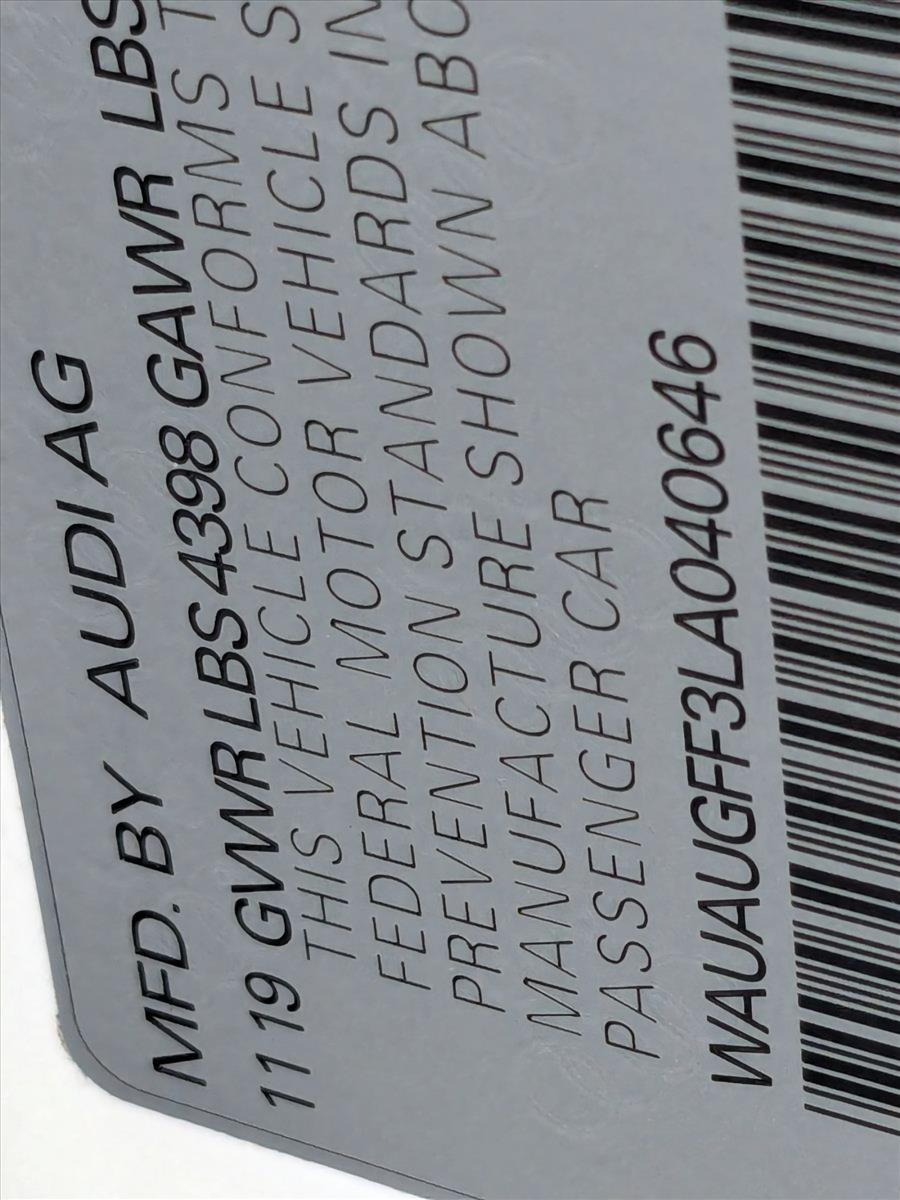 MFD. BY AUDI AG
11 19 GVWR LBS 4398 GAWR LBS
THIS VEHICLE CONFORMS T
FEDERAL MOTOR VEHICLE S
PREVENTION STANDARDS IN
MANUFACTURE SHOWN ABO
PASSENGER CAR
WAUAUGFF3LA040646